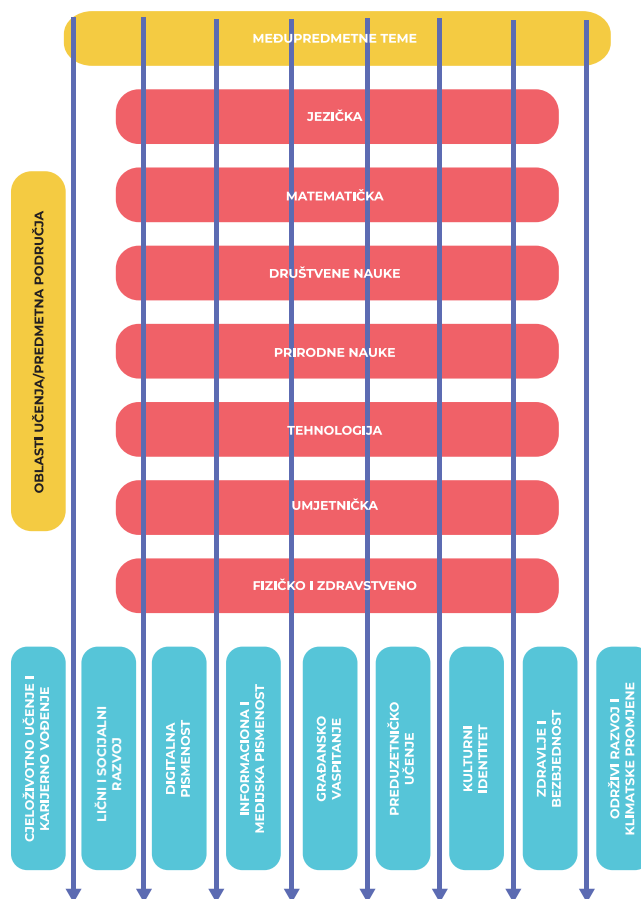 MEĐUPREDMETNE TEME
JEZIČKA
MATEMATIČKA
DRUŠTVENE NAUKE
PRIRODNE NAUKE
TEHNOLOGIJA
UMJETNIČKA
FIZIČKO I ZDRAVSTVENO
OBLASTI UČENJA/PREDMETNA PODRUČJA
CJELOŽIVOTNO UČENJE I
KARIJERNO VOĐENJE
LIČNI I SOCIJALNI
RAZVOJ
DIGITALNA
PISMENOST
INFORMACIONA I
MEDIJSKA PISMENOST
GRAĐANSKO
VASPITANJE
PREDUZETNIČKO
UČENJE
KULTURNI
IDENTITET
ZDRAVLJE I
BEZBJEDNOST
ODRŽIVI RAZVOJ I
KLIMATSKE PROMJENE